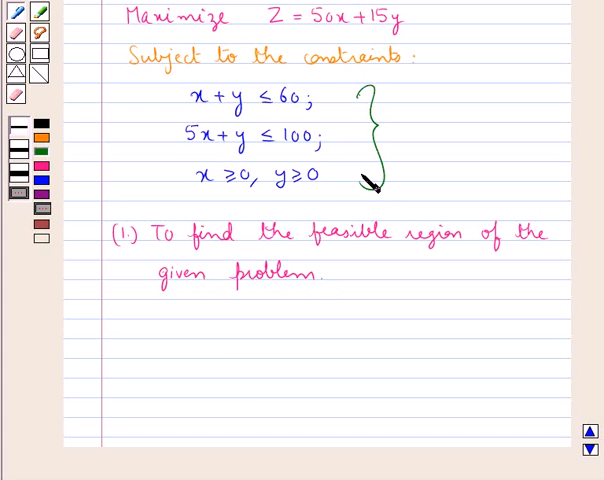 Maximize Z = 50x + 15y
Subject to the constraints :
x + y ≤ 60 ;
5x + y ≤ 100 ;
x ≥ 0, y ≥ 0
(1.) To find the feasible region of the
given problem.